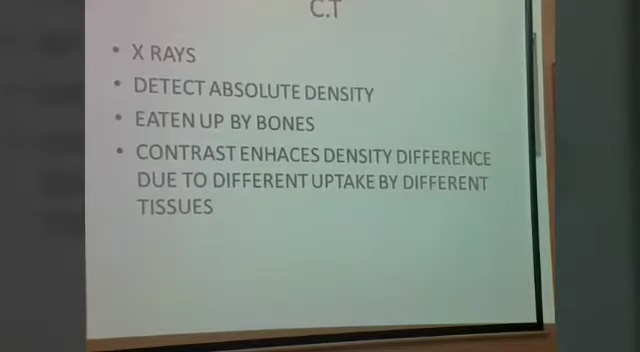 C.T
• X RAYS
• DETECT ABSOLUTE DENSITY
• EATEN UP BY BONES
• CONTRAST ENHACES DENSITY DIFFERENCE
DUE TO DIFFERENT UPTAKE BY DIFFERENT
TISSUES